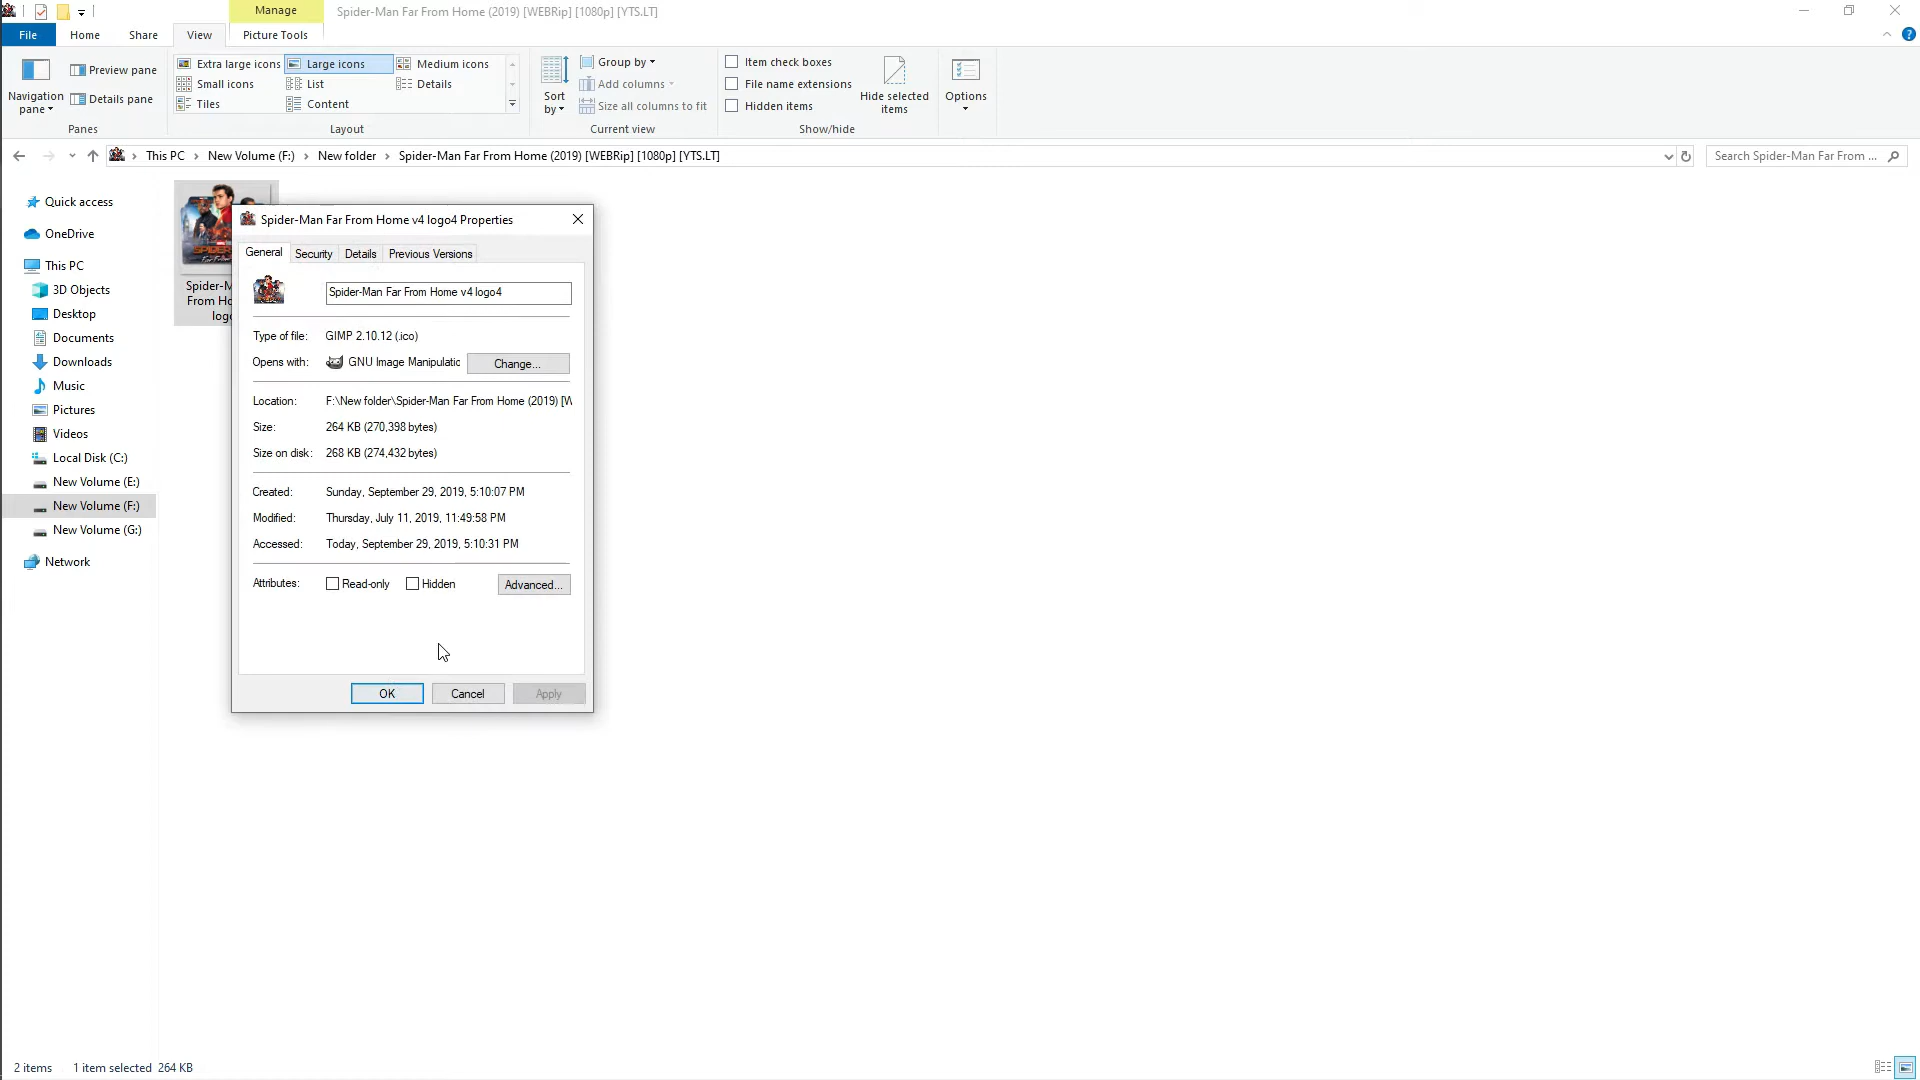 Manage
Spider-Man Far From Home (2019) [WEBRip] [1080p] [YTS.LT]
File
Home
Share
View
Picture Tools
Navigation
pane
Preview pane
Details pane
Panes
Extra large icons
Large icons
Medium icons
Small icons
List
Details
Tiles
Content
Layout
Sort
by
Group by
Add columns
Size all columns to fit
Current view
Item check boxes
File name extensions
Hidden items
Hide selected
items
Show/hide
Options
This PC
New Volume (F:)
New folder
Spider-Man Far From Home (2019) [WEBRip] [1080p] [YTS.LT]
Search Spider-Man Far From ...
Quick access
OneDrive
This PC
3D Objects
Desktop
Documents
Downloads
Music
Pictures
Videos
Local Disk (C:)
New Volume (E:)
New Volume (F:)
New Volume (G:)
Network
Spider-M
From Ho
logo
Spider-Man Far From Home v4 logo4 Properties
General
Security
Details
Previous Versions
Spider-Man Far From Home v4 logo4
Type of file:
GIMP 2.10.12 (.ico)
Opens with:
GNU Image Manipulatic
Change...
Location:
F:\New folder\Spider-Man Far From Home (2019) [W
Size:
264 KB (270,398 bytes)
Size on disk:
268 KB (274,432 bytes)
Created:
Sunday, September 29, 2019, 5:10:07 PM
Modified:
Thursday, July 11, 2019, 11:49:58 PM
Accessed:
Today, September 29, 2019, 5:10:31 PM
Attributes:
Read-only
Hidden
Advanced...
OK
Cancel
Apply
2 items
1 item selected 264 KB